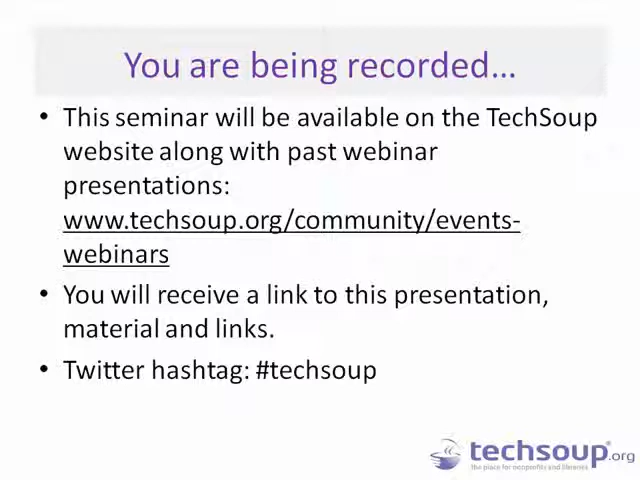 You are being recorded...
• This seminar will be available on the TechSoup
website along with past webinar
presentations:
www.techsoup.org/community/events-
webinars
• You will receive a link to this presentation,
material and links.
• Twitter hashtag: #techsoup
techsoup®.org
the place for nonprofits and libraries